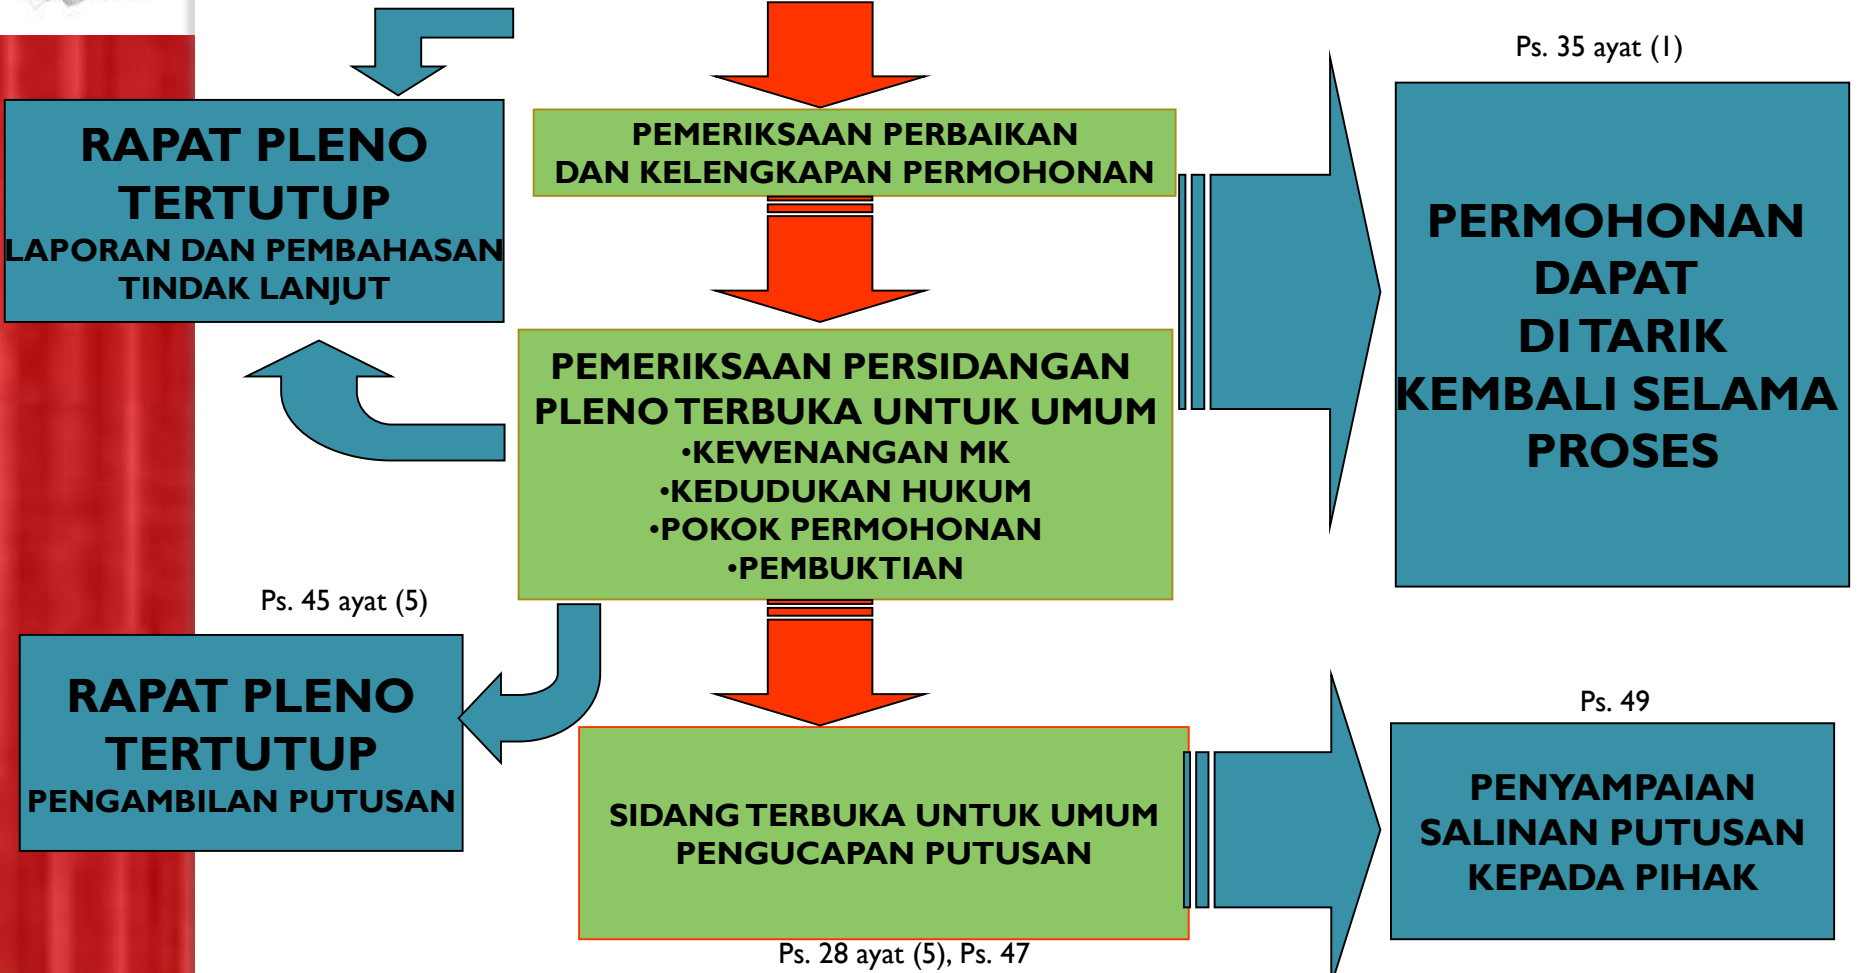 RAPAT PLENO
TERTUTUP
LAPORAN DAN PEMBAHASAN
TINDAK LANJUT
PEMERIKSAAN PERBAIKAN
DAN KELENGKAPAN PERMOHONAN
Ps. 35 ayat (1)
PERMOHONAN
DAPAT
DI TARIK
KEMBALI SELAMA
PROSES
PEMERIKSAAN PERSIDANGAN
PLENO TERBUKA UNTUK UMUM
•KEWENANGAN MK
•KEDUDUKAN HUKUM
•POKOK PERMOHONAN
•PEMBUKTIAN
Ps. 45 ayat (5)
RAPAT PLENO
TERTUTUP
PENGAMBILAN PUTUSAN
SIDANG TERBUKA UNTUK UMUM
PENGUCAPAN PUTUSAN
Ps. 28 ayat (5), Ps. 47
Ps. 49
PENYAMPAIAN
SALINAN PUTUSAN
KEPADA PIHAK